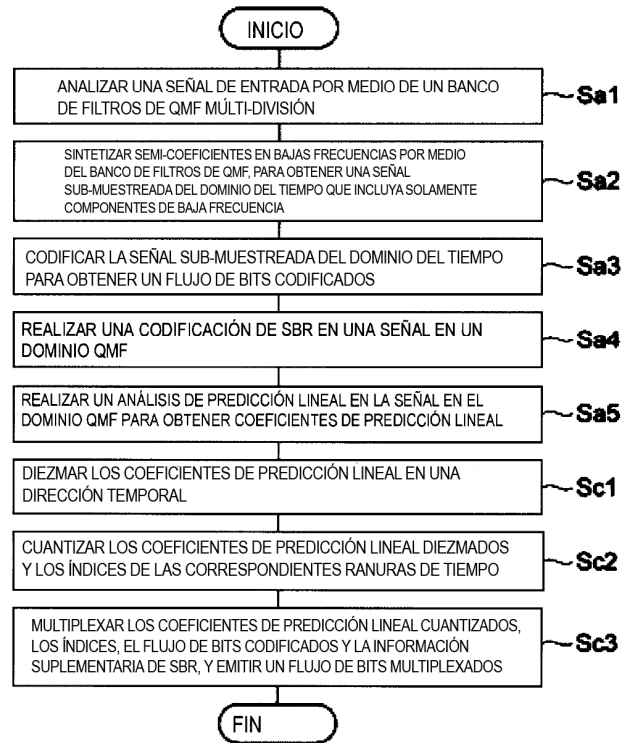 INICIO
ANALIZAR UNA SEÑAL DE ENTRADA POR MEDIO DE UN BANCO
DE FILTROS DE QMF MÚLTI-DIVISIÓN
Sa1
SINTETIZAR SEMI-COEFICIENTES EN BAJAS FRECUENCIAS POR MEDIO
DEL BANCO DE FILTROS DE QMF, PARA OBTENER UNA SEÑAL
SUB-MUESTREADA DEL DOMINIO DEL TIEMPO QUE INCLUYA SOLAMENTE
COMPONENTES DE BAJA FRECUENCIA
Sa2
CODIFICAR LA SEÑAL SUB-MUESTREADA DEL DOMINIO DEL TIEMPO
PARA OBTENER UN FLUJO DE BITS CODIFICADOS
Sa3
REALIZAR UNA CODIFICACIÓN DE SBR EN UNA SEÑAL EN UN
DOMINIO QMF
Sa4
REALIZAR UN ANÁLISIS DE PREDICCIÓN LINEAL EN LA SEÑAL EN EL
DOMINIO QMF PARA OBTENER COEFICIENTES DE PREDICCIÓN LINEAL
Sa5
DIEZMAR LOS COEFICIENTES DE PREDICCIÓN LINEAL EN UNA
DIRECCIÓN TEMPORAL
Sc1
CUANTIZAR LOS COEFICIENTES DE PREDICCIÓN LINEAL DIEZMADOS
Y LOS ÍNDICES DE LAS CORRESPONDIENTES RANURAS DE TIEMPO
Sc2
MULTIPLEXAR LOS COEFICIENTES DE PREDICCIÓN LINEAL CUANTIZADOS,
LOS ÍNDICES, EL FLUJO DE BITS CODIFICADOS Y LA INFORMACIÓN
SUPLEMENTARIA DE SBR, Y EMITIR UN FLUJO DE BITS MULTIPLEXADOS
Sc3
FIN